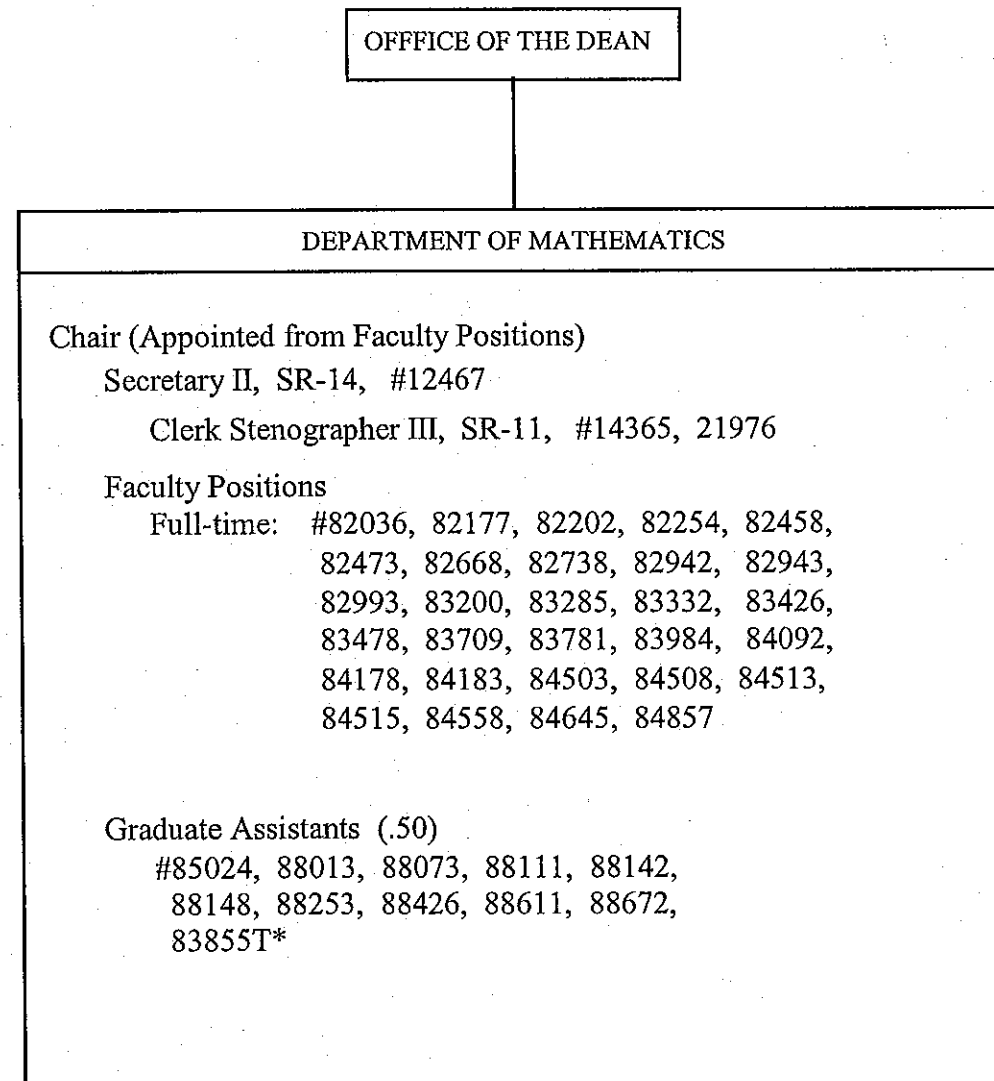 OFFFICE OF THE DEAN
DEPARTMENT OF MATHEMATICS
Chair (Appointed from Faculty Positions)
Secretary II, SR-14, #12467
Clerk Stenographer III, SR-11, #14365, 21976
Faculty Positions
Full-time: #82036, 82177, 82202, 82254, 82458,
82473, 82668, 82738, 82942, 82943,
82993, 83200, 83285, 83332, 83426,
83478, 83709, 83781, 83984, 84092,
84178, 84183, 84503, 84508, 84513,
84515, 84558, 84645, 84857
Graduate Assistants (.50)
#85024, 88013, 88073, 88111, 88142,
88148, 88253, 88426, 88611, 88672,
83855T*